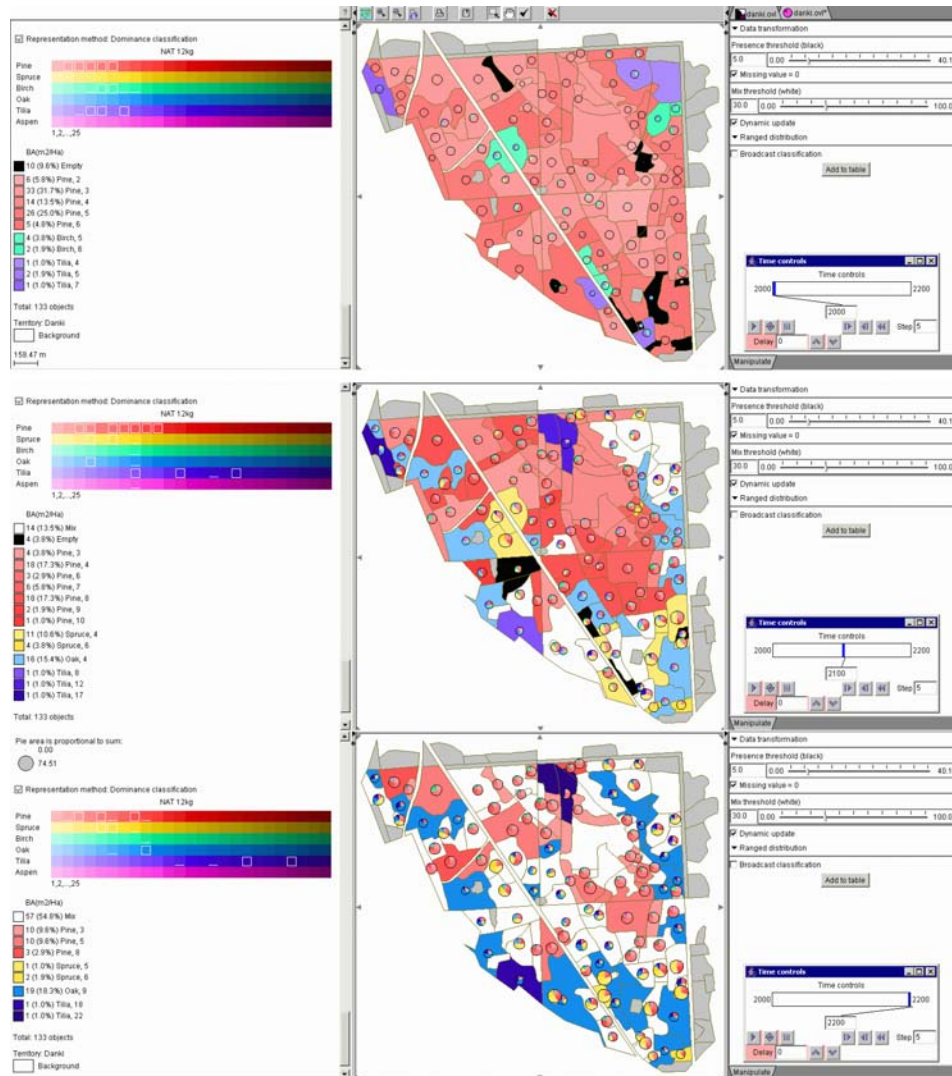 Representation method: Dominance classification
NAT 12kg
Pine
Spruce
Birch
Oak
Tilia
Aspen
1,2,..,25
BA(m2/Ha)
10 (9.6%) Empty
6 (5.8%) Pine, 2
33 (31.7%) Pine, 3
14 (13.5%) Pine, 4
26 (25.0%) Pine, 5
5 (4.8%) Pine, 6
4 (3.8%) Birch, 5
2 (1.9%) Birch, 6
1 (1.0%) Tilia, 4
2 (1.9%) Tilia, 5
1 (1.0%) Tilia, 7
Total: 133 objects
Territory: Danki
Background
158.47 m
?
danki.ovl danki.ovl*
Data transformation
Presence threshold (black)
5.0 0.00 40.1
Missing value = 0
Mix threshold (white)
30.0 0.00 100.0
Dynamic update
Ranged distribution
Broadcast classification
Add to table
Time controls
Time controls
2000 2200
2000
Step 5
Delay 0
Manipulate
Representation method: Dominance classification
NAT 12kg
Pine
Spruce
Birch
Oak
Tilia
Aspen
1,2,..,25
BA(m2/Ha)
14 (13.5%) Mix
4 (3.8%) Empty
4 (3.8%) Pine, 3
18 (17.3%) Pine, 4
3 (2.9%) Pine, 6
6 (5.8%) Pine, 7
18 (17.3%) Pine, 8
2 (1.9%) Pine, 9
1 (1.0%) Pine, 10
11 (10.6%) Spruce, 4
4 (3.8%) Spruce, 6
16 (15.4%) Oak, 4
1 (1.0%) Tilia, 8
1 (1.0%) Tilia, 12
1 (1.0%) Tilia, 17
Total: 133 objects
Data transformation
Presence threshold (black)
5.0 0.00 40.1
Missing value = 0
Mix threshold (white)
30.0 0.00 100.0
Dynamic update
Ranged distribution
Broadcast classification
Add to table
Time controls
Time controls
2000 2200
2100
Step 5
Delay 0
Manipulate
Pie area is proportional to sum:
0.00
74.51
Representation method: Dominance classification
NAT 12kg
Pine
Spruce
Birch
Oak
Tilia
Aspen
1,2,..,25
BA(m2/Ha)
57 (54.8%) Mix
10 (9.6%) Pine, 3
10 (9.6%) Pine, 5
3 (2.9%) Pine, 8
1 (1.0%) Spruce, 5
2 (1.9%) Spruce, 6
19 (18.3%) Oak, 9
1 (1.0%) Tilia, 18
1 (1.0%) Tilia, 22
Total: 133 objects
Territory: Danki
Background
Data transformation
Presence threshold (black)
5.0 0.00 40.1
Missing value = 0
Mix threshold (white)
30.0 0.00 100.0
Dynamic update
Ranged distribution
Broadcast classification
Add to table
Time controls
Time controls
2000 2200
2200
Step 5
Delay 0
Manipulate